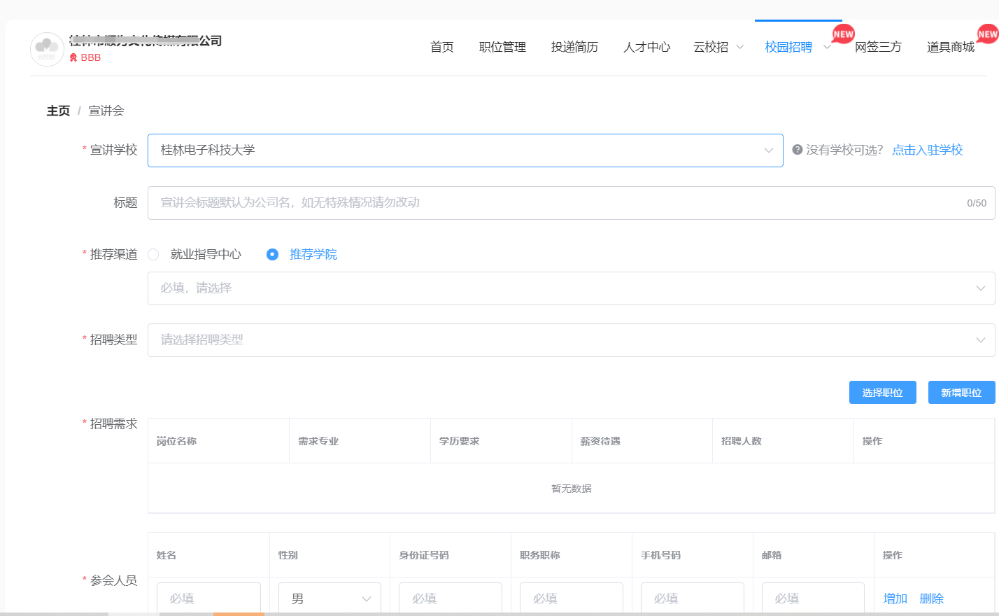 公司
BBB
首页 职位管理 投递简历 人才中心 云校招 校园招聘 NEW 网签三方 道具商城 NEW
主页 / 宣讲会
* 宣讲学校 桂林电子科技大学 没有学校可选? 点击入驻学校
标题 宣讲会标题默认为公司名，如无特殊情况请勿改动 0/50
* 推荐渠道 就业指导中心 推荐学院
必填，请选择
* 招聘类型 请选择招聘类型
选择职位 新增职位
* 招聘需求
岗位名称 需求专业 学历要求 薪资待遇 招聘人数 操作
暂无数据
姓名 性别 身份证号码 职务职称 手机号码 邮箱 操作
* 参会人员
必填 男 必填 必填 必填 必填 增加 删除